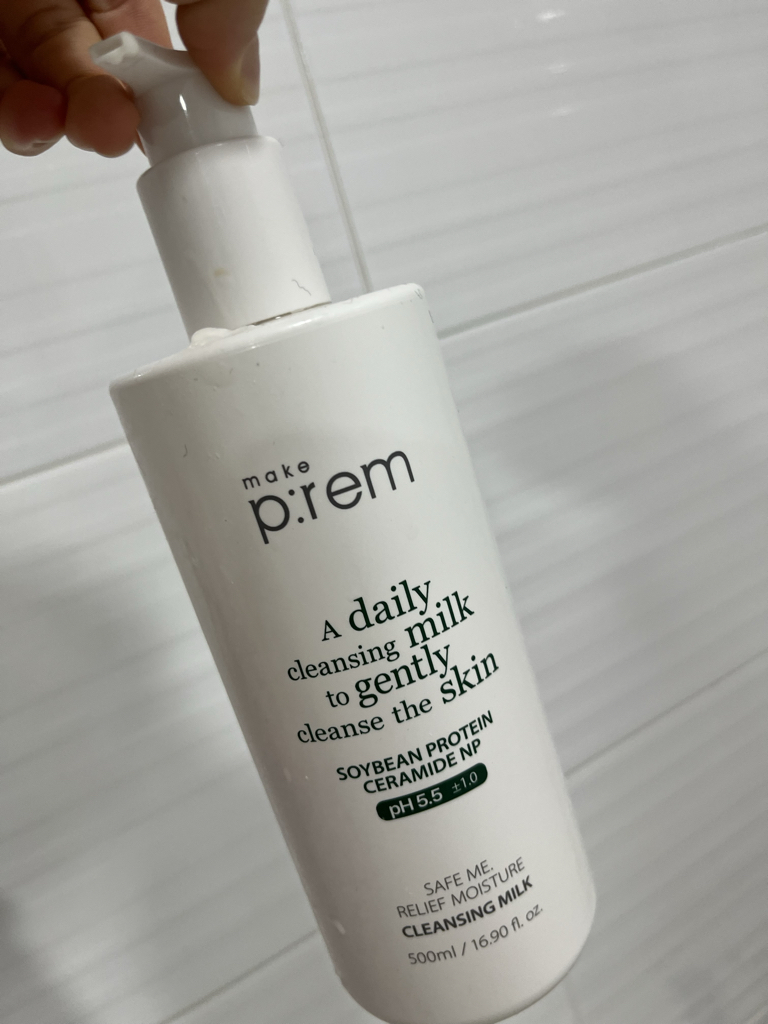 make
p:rem
A daily
cleansing milk
to gently
cleanse the skin
SOYBEAN PROTEIN
CERAMIDE NP
pH 5.5 ±1.0
SAFE ME.
RELIEF MOISTURE
CLEANSING MILK
500ml / 16.90 fl. oz.